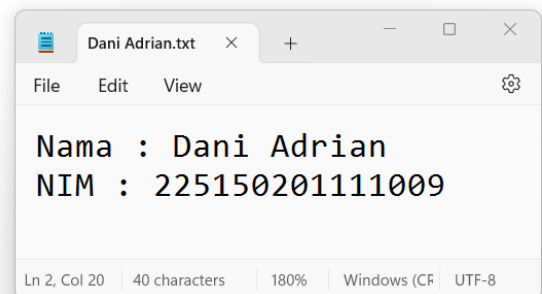 Dani Adrian.txt
File Edit View
Nama : Dani Adrian
NIM : 225150201111009
Ln 2, Col 20 40 characters 180% Windows (CR UTF-8